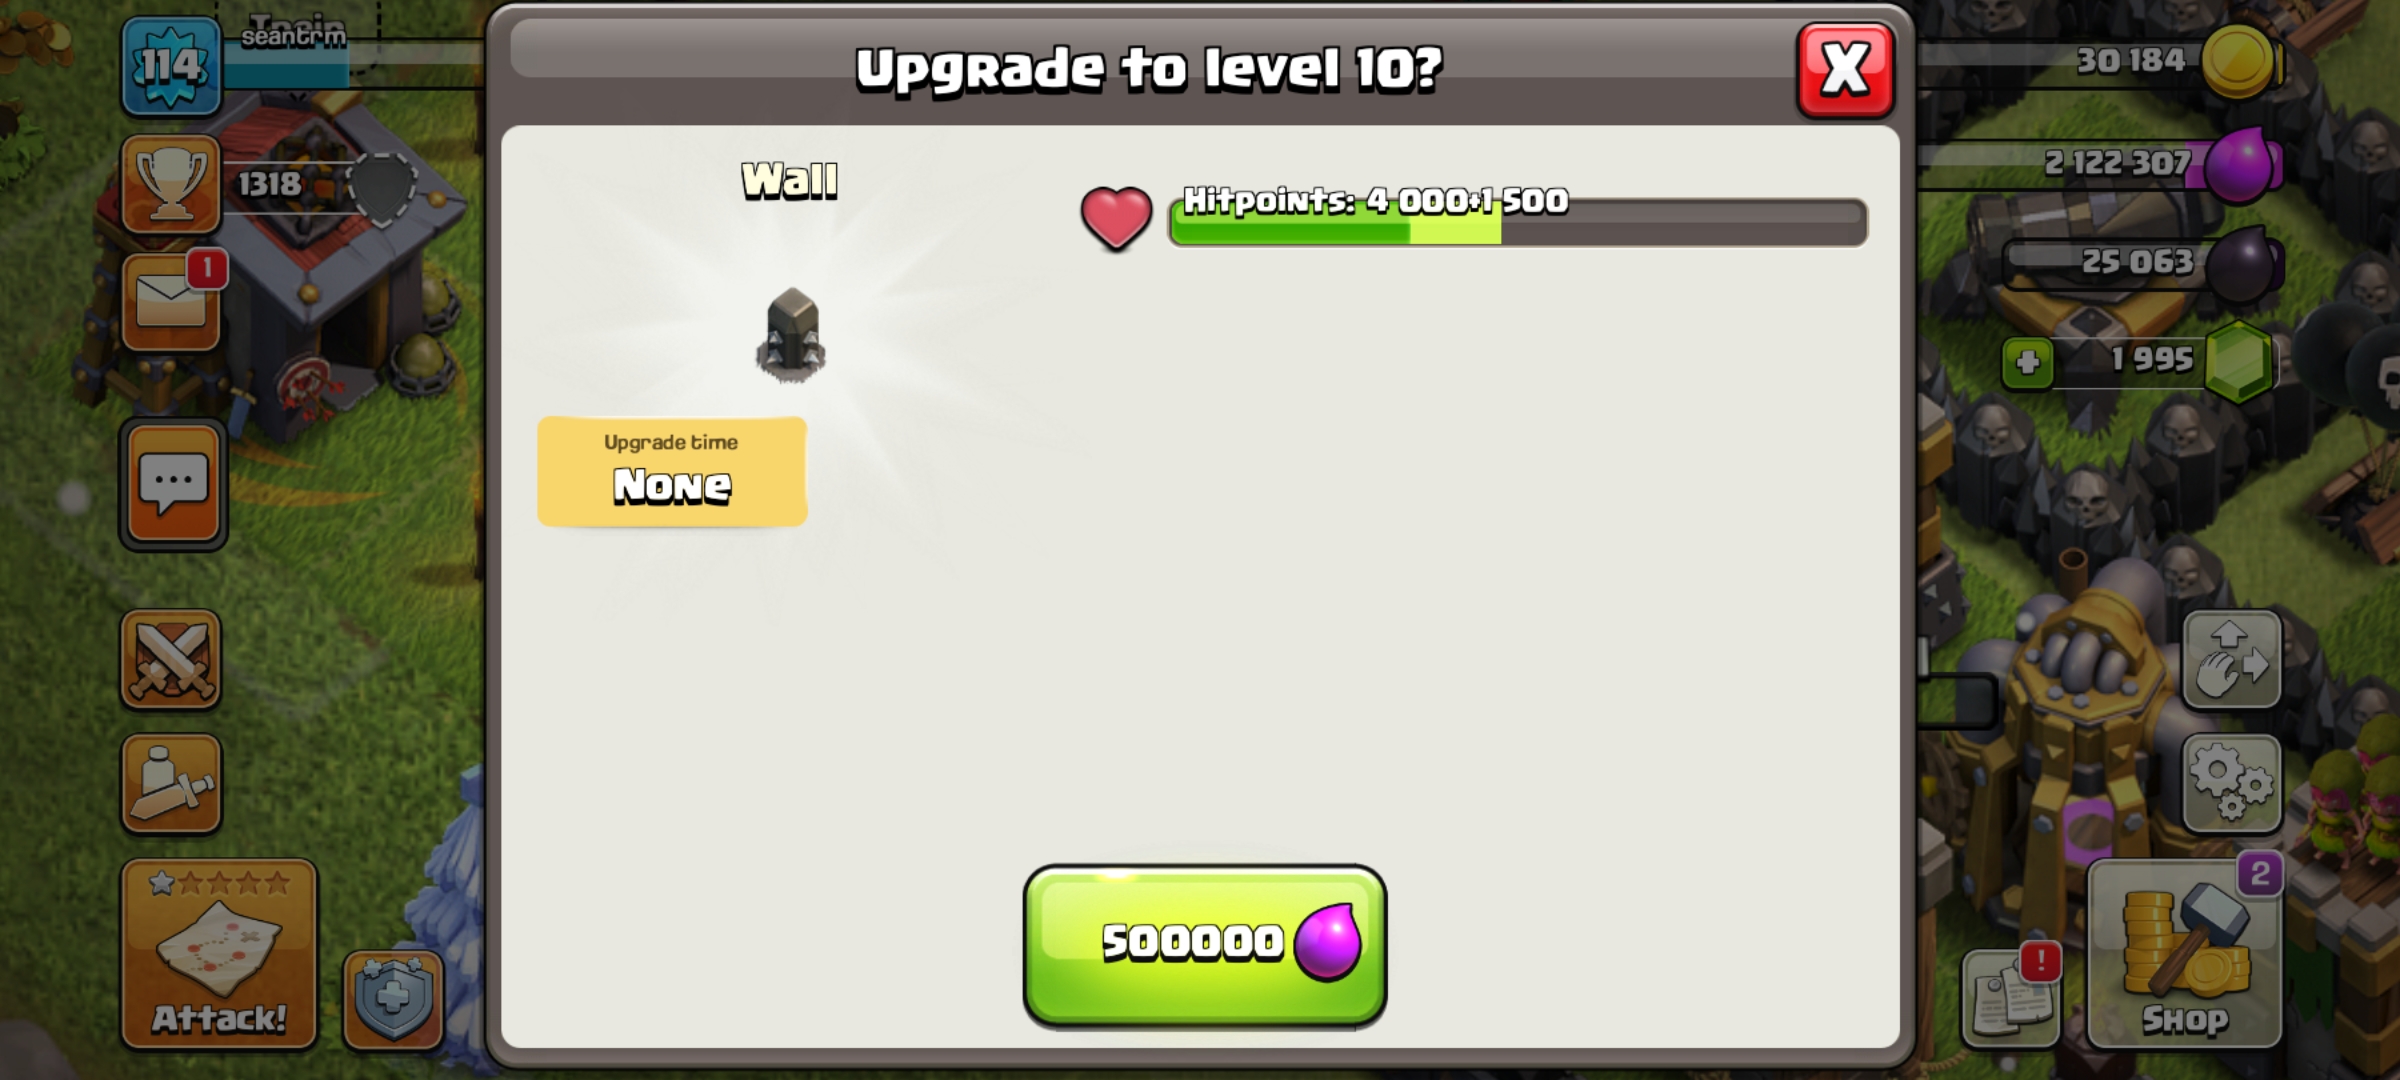 Upgrade to level 10?
X
Train
seantrm
114
1318
1
Wall
Hitpoints: 4 000+1 500
Upgrade time
None
500000
30 184
2 122 307
25 063
+
1 995
Attack!
2
!
Shop